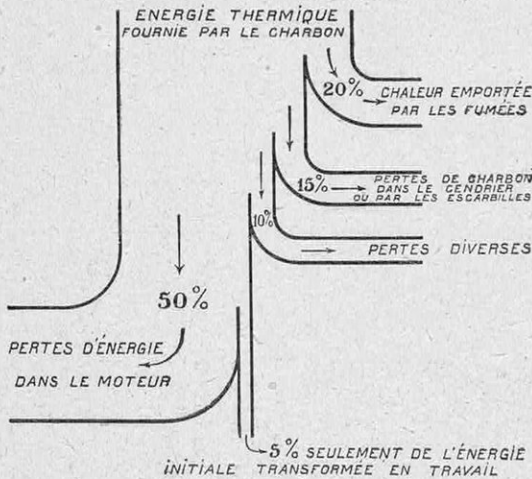 ÉNERGIE THERMIQUE
FOURNIE PAR LE CHARBON
20%
CHALEUR EMPORTÉE
PAR LES FUMÉES
15%
PERTES DE CHARBON
DANS LE CENDRIER
OU PAR LES ESCARBILLES
10%
PERTES DIVERSES
50%
PERTES D'ÉNERGIE
DANS LE MOTEUR
5% SEULEMENT DE L'ÉNERGIE
INITIALE TRANSFORMÉE EN TRAVAIL